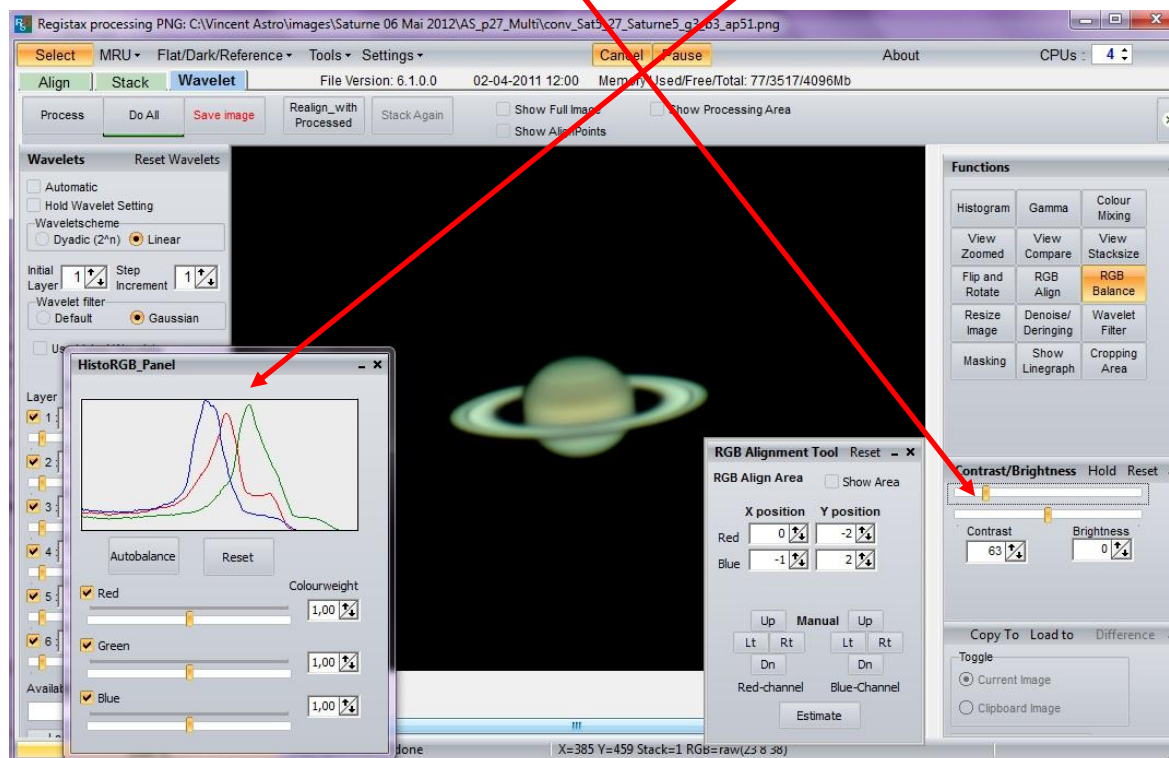 Registax processing PNG: C:\Vincent Astro\images\Saturne 06 Mai 2012\AS_p27_Multi\conv_Sat5_27_Saturne5_g3_b3_ap51.png
Select MRU Flat/Dark/Reference Tools Settings Cancel Pause About CPUs : 4
Align Stack Wavelet File Version: 6.1.0.0 02-04-2011 12:00 Memory Used/Free/Total: 77/3517/4096Mb
Process Do All Save image Realign_with Processed Stack Again
Show Full Image Show Processing Area
Show AlignPoints
Wavelets Reset Wavelets
Automatic
Hold Wavelet Setting
Waveletscheme
Dyadic (2^n) Linear
Initial Layer 1 Step Increment 1
Wavelet filter
Default Gaussian
Layer
1 :
2 :
3 :
4 :
5 :
6 :
HistoRGB_Panel
Autobalance Reset
Colourweight
Red 1,00
Green 1,00
Blue 1,00
RGB Alignment Tool Reset
RGB Align Area Show Area
X position Y position
Red 0 -2
Blue -1 2
Up Manual Up
Lt Rt Lt Rt
Dn Dn
Red-channel Blue-Channel
Estimate
Functions
Histogram Gamma Colour Mixing
View Zoomed View Compare View Stacksize
Flip and Rotate RGB Align RGB Balance
Resize Image Denoise/ Deringing Wavelet Filter
Masking Show Linegraph Cropping Area
Contrast/Brightness Hold Reset
Contrast Brightness
63 0
Copy To Load to Difference
Toggle
Current Image
Clipboard Image
done X=385 Y=459 Stack=1 RGB=raw(23 8 38)